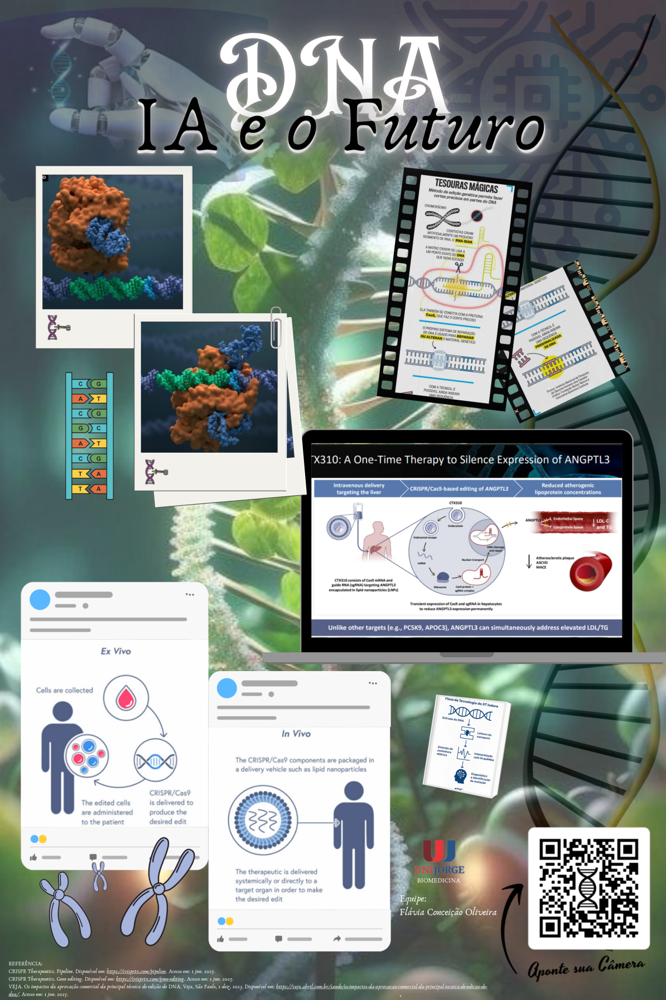 DNA
IA e o Futuro
TESOURAS MÁGICAS
Método de edição genética permite fazer
cortes precisos em partes do DNA
CROMOSSOMO
CIENTISTAS CRIAM
ARTIFICIALMENTE UM PEQUENO
SEGMENTO DE RNA, O RNA GUIA
A MATRIZ CRISPR SE LIGA A
UM PONTO EXATO DO DNA
QUE SERÁ EDITADO
ELA TAMBÉM SE CONECTA COM A PROTEÍNA
Cas9, QUE FAZ O CORTE PRECISO
O PRÓPRIO SISTEMA DE REPARAÇÃO
DO DNA É USADO PARA REPARAR
OU ALTERAR O MATERIAL GENÉTICO
COM A TÉCNICA, É
POSSÍVEL AINDA INSERIR
UMA SEQUÊNCIA
MATERIAL GENÉTICO
COM A TÉCNICA, É
POSSÍVEL AINDA INSERIR
UMA SEQUÊNCIA
PERSONALIZADA
DE DNA
Fontes: Instituto Nacional de Pesquisa
do Genoma Humano dos Estados
Unidos; Fundação Nobel; Nature e
Innovative Genomics Institute
C G
A T
C G
G C
A T
C G
T A
T A
TX310: A One-Time Therapy to Silence Expression of ANGPTL3
Intravenous delivery
targeting the liver
CRISPR/Cas9-based editing of ANGPTL3
Reduced atherogenic
lipoprotein concentrations
CTX310
Endocytosis
Endosomal escape
mRNA
Ribosome
Cas9 protein +
sgRNA complex
Nuclear transport
DNA cleavage
and repair
ANGPTL3
Endothelial lipase
Lipoprotein lipase
LDL-C
and TG
Atherosclerotic plaque
ASCVD
MACE
CTX310 consists of Cas9 mRNA and
guide RNA (sgRNA) targeting ANGPTL3
encapsulated in lipid nanoparticles (LNPs)
Transient expression of Cas9 and sgRNA in hepatocytes
to reduce ANGPTL3 expression permanently
Unlike other targets (e.g., PCSK9, APOC3), ANGPTL3 can simultaneously address elevated LDL/TG
Ex Vivo
Cells are collected
CRISPR/Cas9
is delivered to
produce the
desired edit
The edited cells
are administered
to the patient
In Vivo
The CRISPR/Cas9 components are packaged in
a delivery vehicle such as lipid nanoparticles
The therapeutic is delivered
systemically or directly to a
target organ in order to make
the desired edit
Fluxo da Tecnologia do IIT Indore
Entrada do DNA
Leitura via
nanoporo
Emissão de
assinatura
elétrica
Interpretação
com IA quântica
Diagnóstico
e identificação
da mutação
UNIJORGE
BIOMEDICINA
Equipe:
Flávia Conceição Oliveira
Aponte sua Câmera
REFERÊNCIA:
CRISPR Therapeutics. Pipeline. Disponível em: https://crisprtx.com/pipeline. Acesso em: 1 jun. 2025.
CRISPR Therapeutics. Gene editing. Disponível em: https://crisprtx.com/gene-editing. Acesso em: 1 jun. 2025.
VEJA. Os impactos da aprovação comercial da principal técnica de edição de DNA. Veja, São Paulo, 1 dez. 2023. Disponível em: https://veja.abril.com.br/saude/os-impactos-da-aprovacao-comercial-da-principal-tecnica-de-edicao-de-
dna/. Acesso em: 1 jun. 2025.